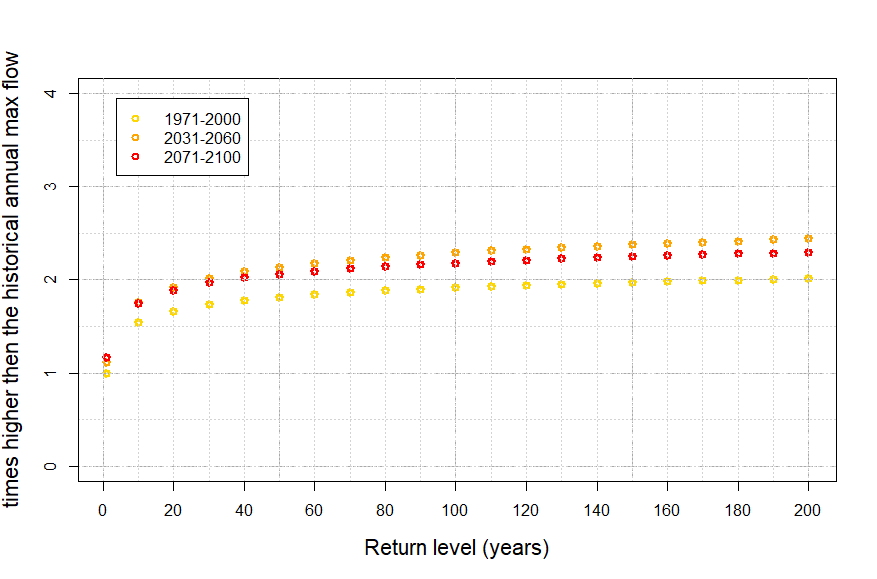 times higher then the historical annual max flow
4
3
2
1
0
1971-2000
2031-2060
2071-2100
0 20 40 60 80 100 120 140 160 180 200
Return level (years)